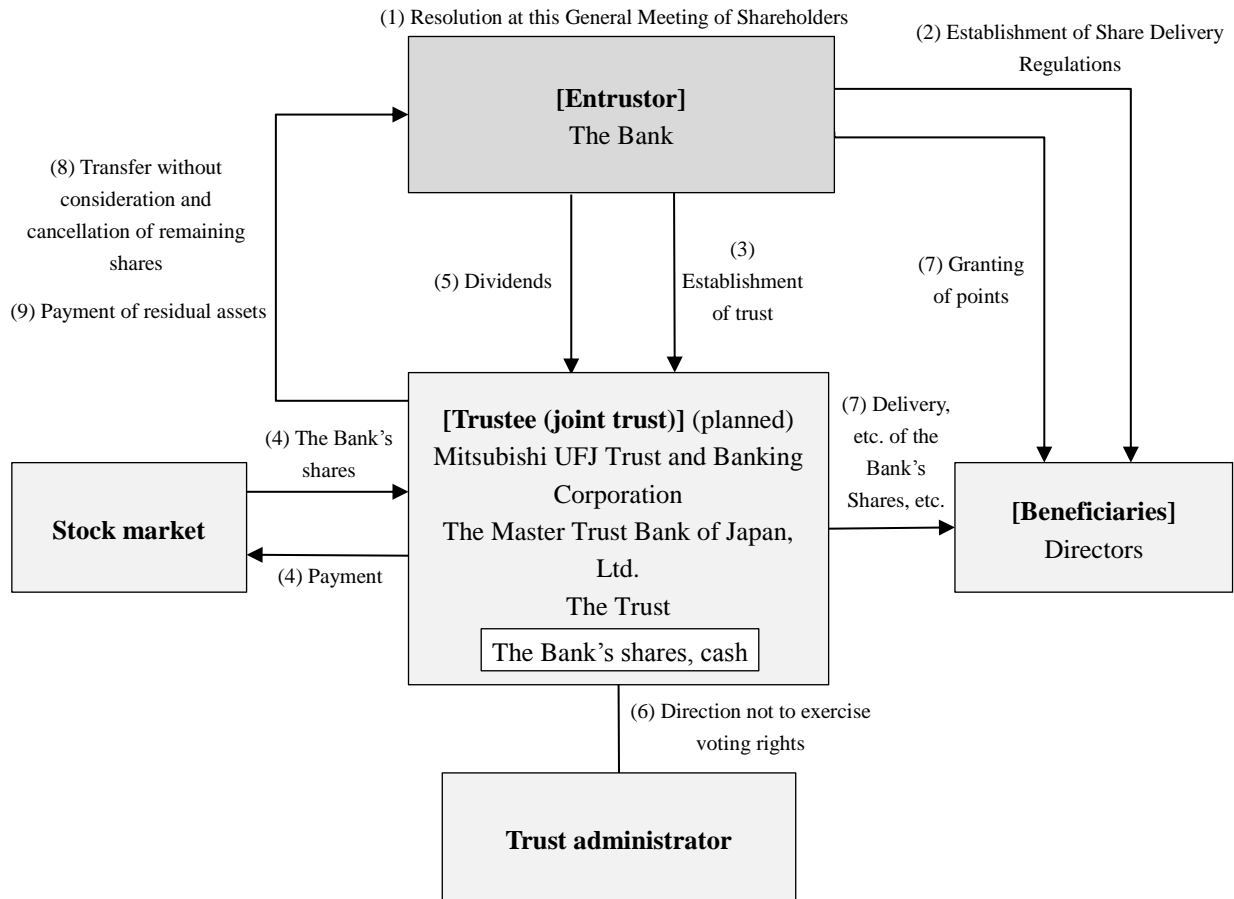 (1) Resolution at this General Meeting of Shareholders
(2) Establishment of Share Delivery
Regulations
[Entrustor]
The Bank
(8) Transfer without
consideration and
cancellation of remaining
shares
(9) Payment of residual assets
(5) Dividends
(3)
Establishment
of trust
(7) Granting
of points
[Trustee (joint trust)] (planned)
Mitsubishi UFJ Trust and Banking
Corporation
The Master Trust Bank of Japan,
Ltd.
The Trust
The Bank’s shares, cash
(4) The Bank’s
shares
(4) Payment
Stock market
(7) Delivery,
etc. of the
Bank’s
Shares, etc.
[Beneficiaries]
Directors
(6) Direction not to exercise
voting rights
Trust administrator